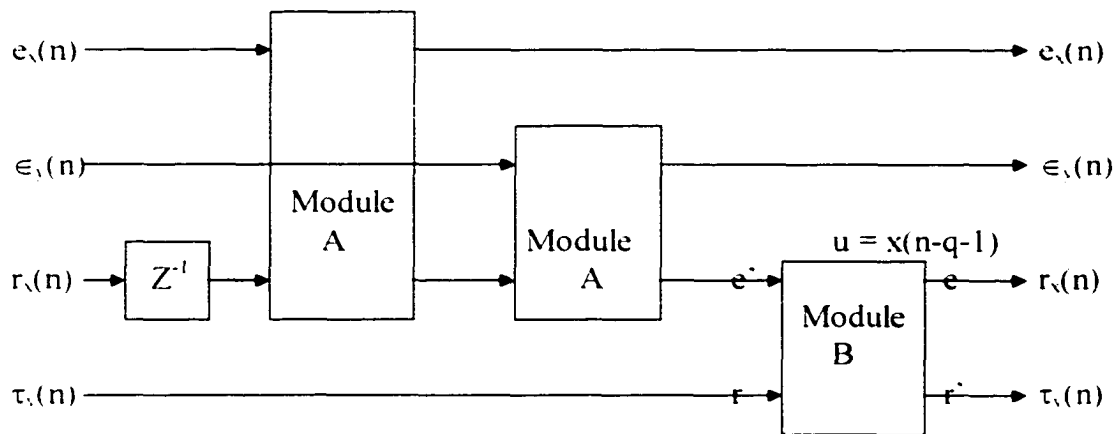 eₓ(n)
eₓ(n)
∈ₓ(n)
∈ₓ(n)
Module
A
Module
A
u = x(n-q-1)
rₓ(n)
Z⁻¹
e'
e
rₓ(n)
Module
B
τₓ(n)
r
r'
τₓ(n)